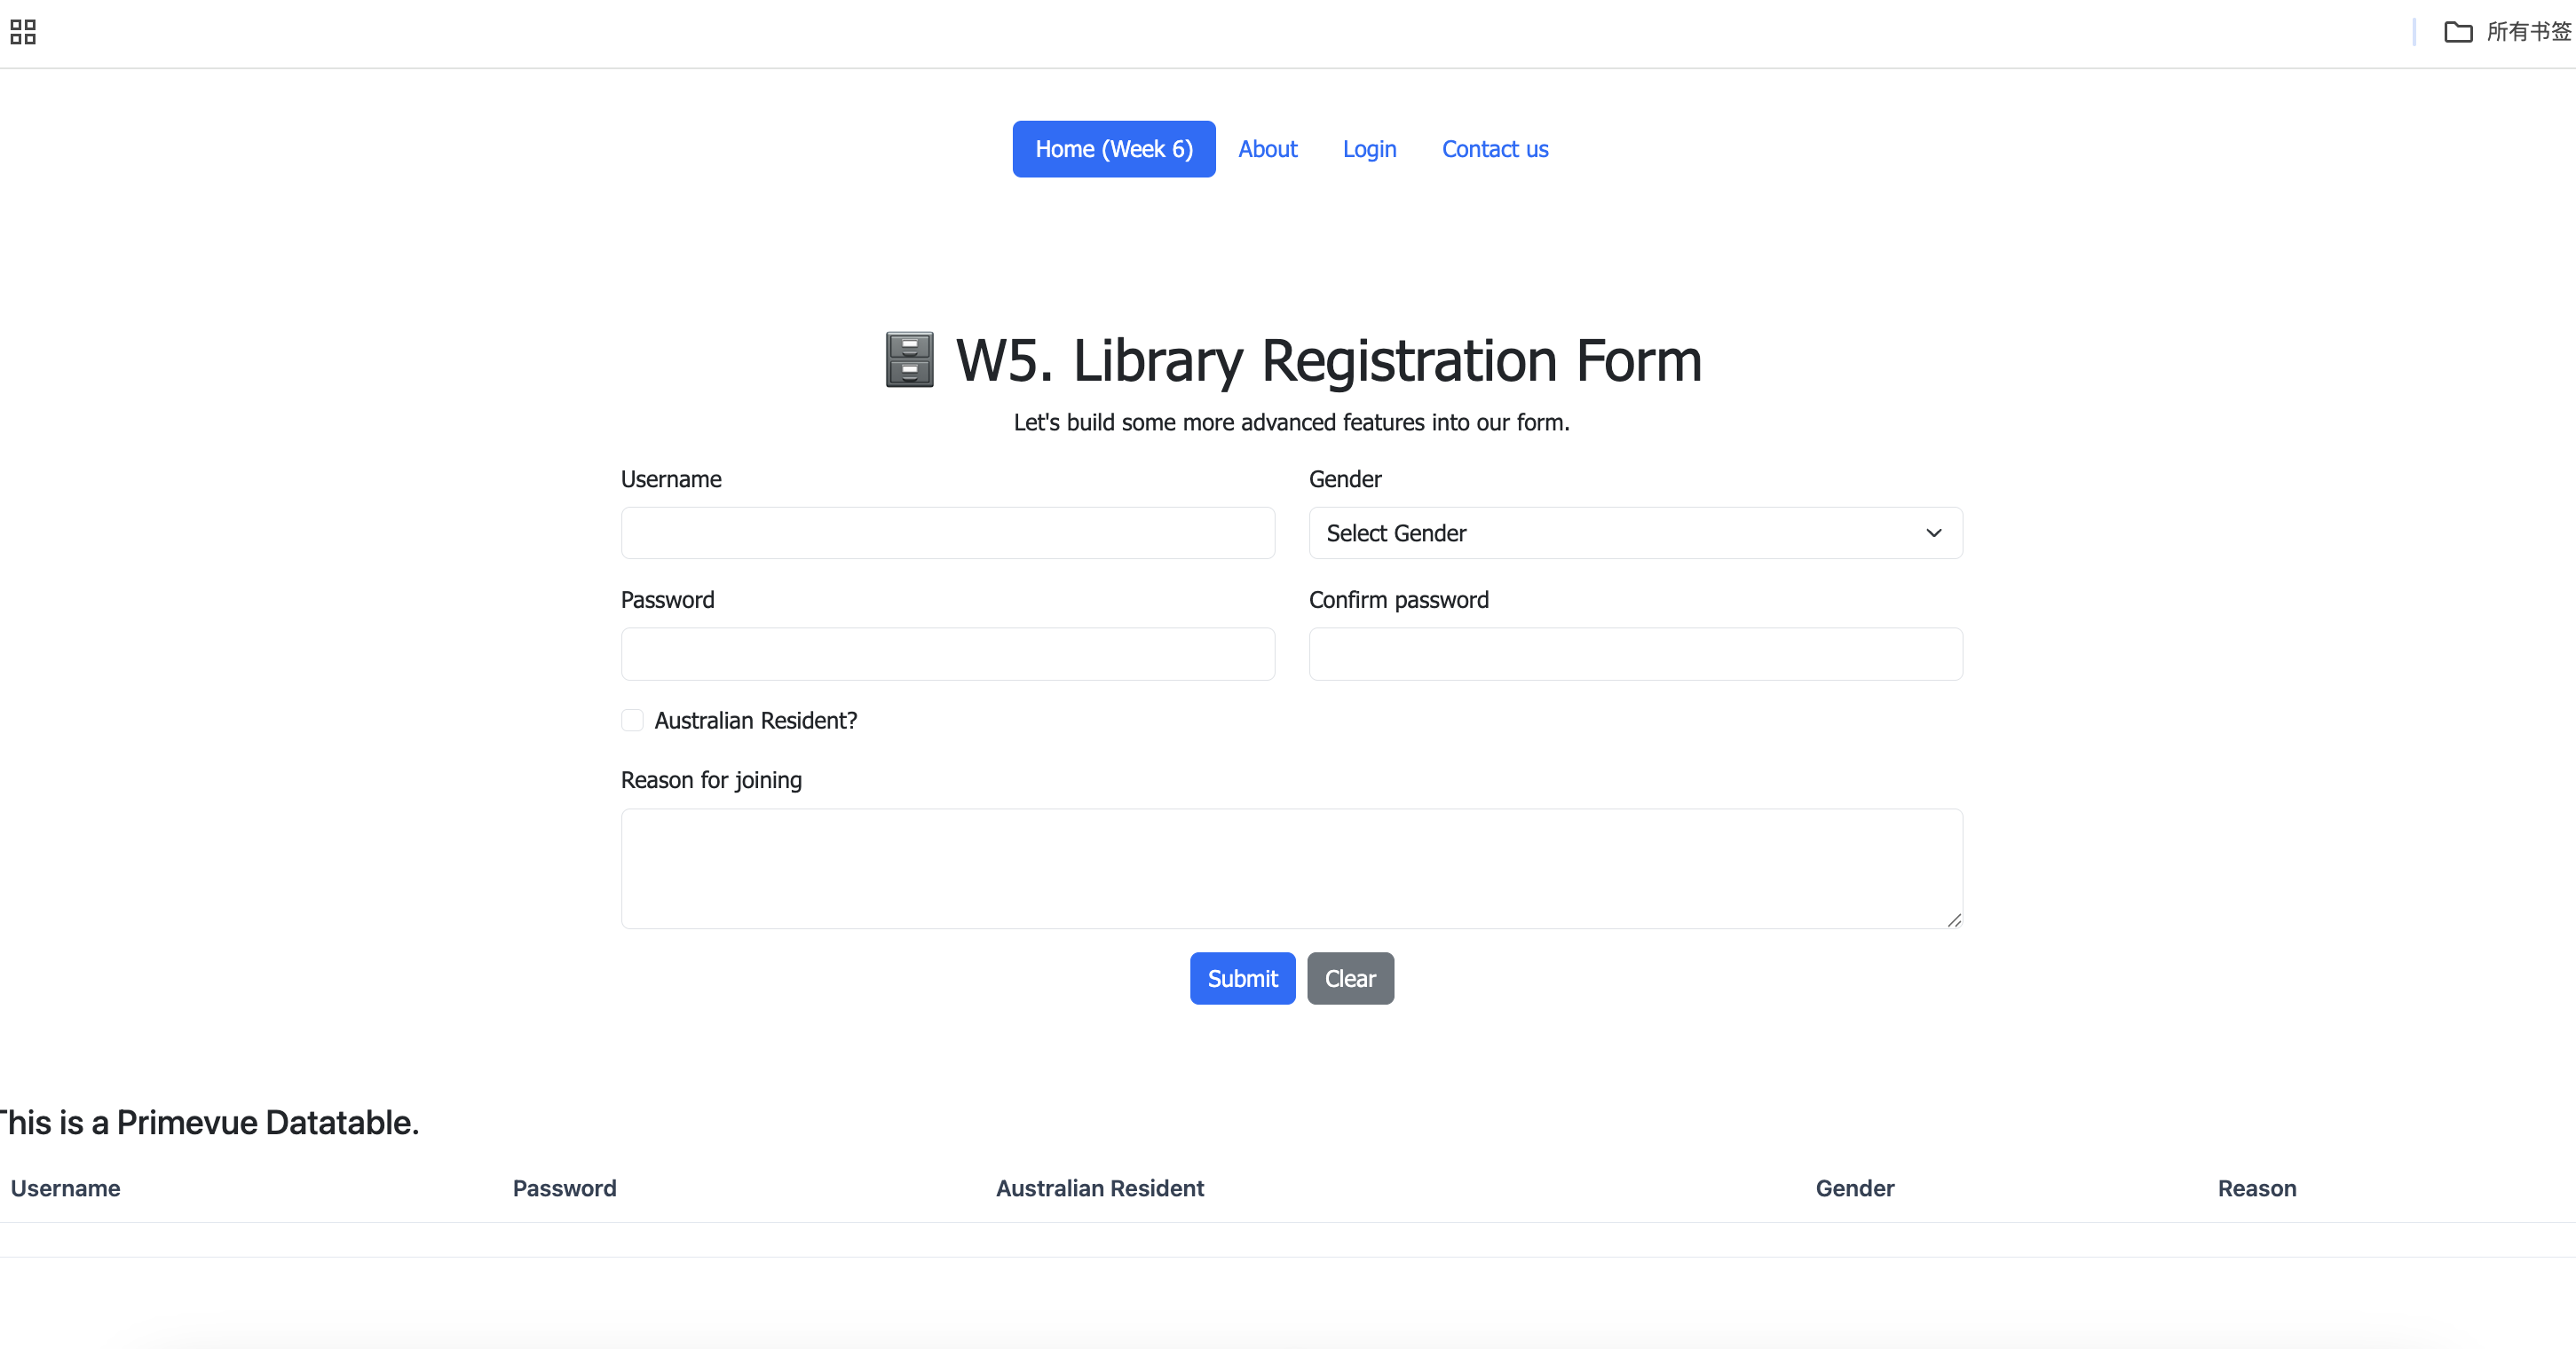 所有书签
Home (Week 6) About Login Contact us
W5. Library Registration Form
Let's build some more advanced features into our form.
Username Gender
Select Gender
Password Confirm password
Australian Resident?
Reason for joining
Submit Clear
This is a Primevue Datatable.
Username Password Australian Resident Gender Reason